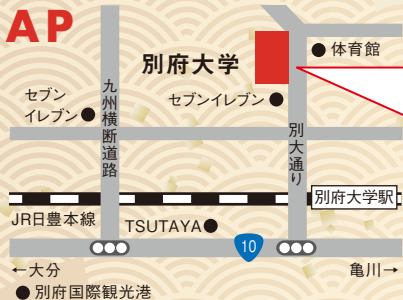 AP
別府大学
体育館
セブン
イレブン
セブンイレブン
九州横断道路
別大通り
別府大学駅
JR日豊本線
TSUTAYA
10
←大分
亀川→
別府国際観光港